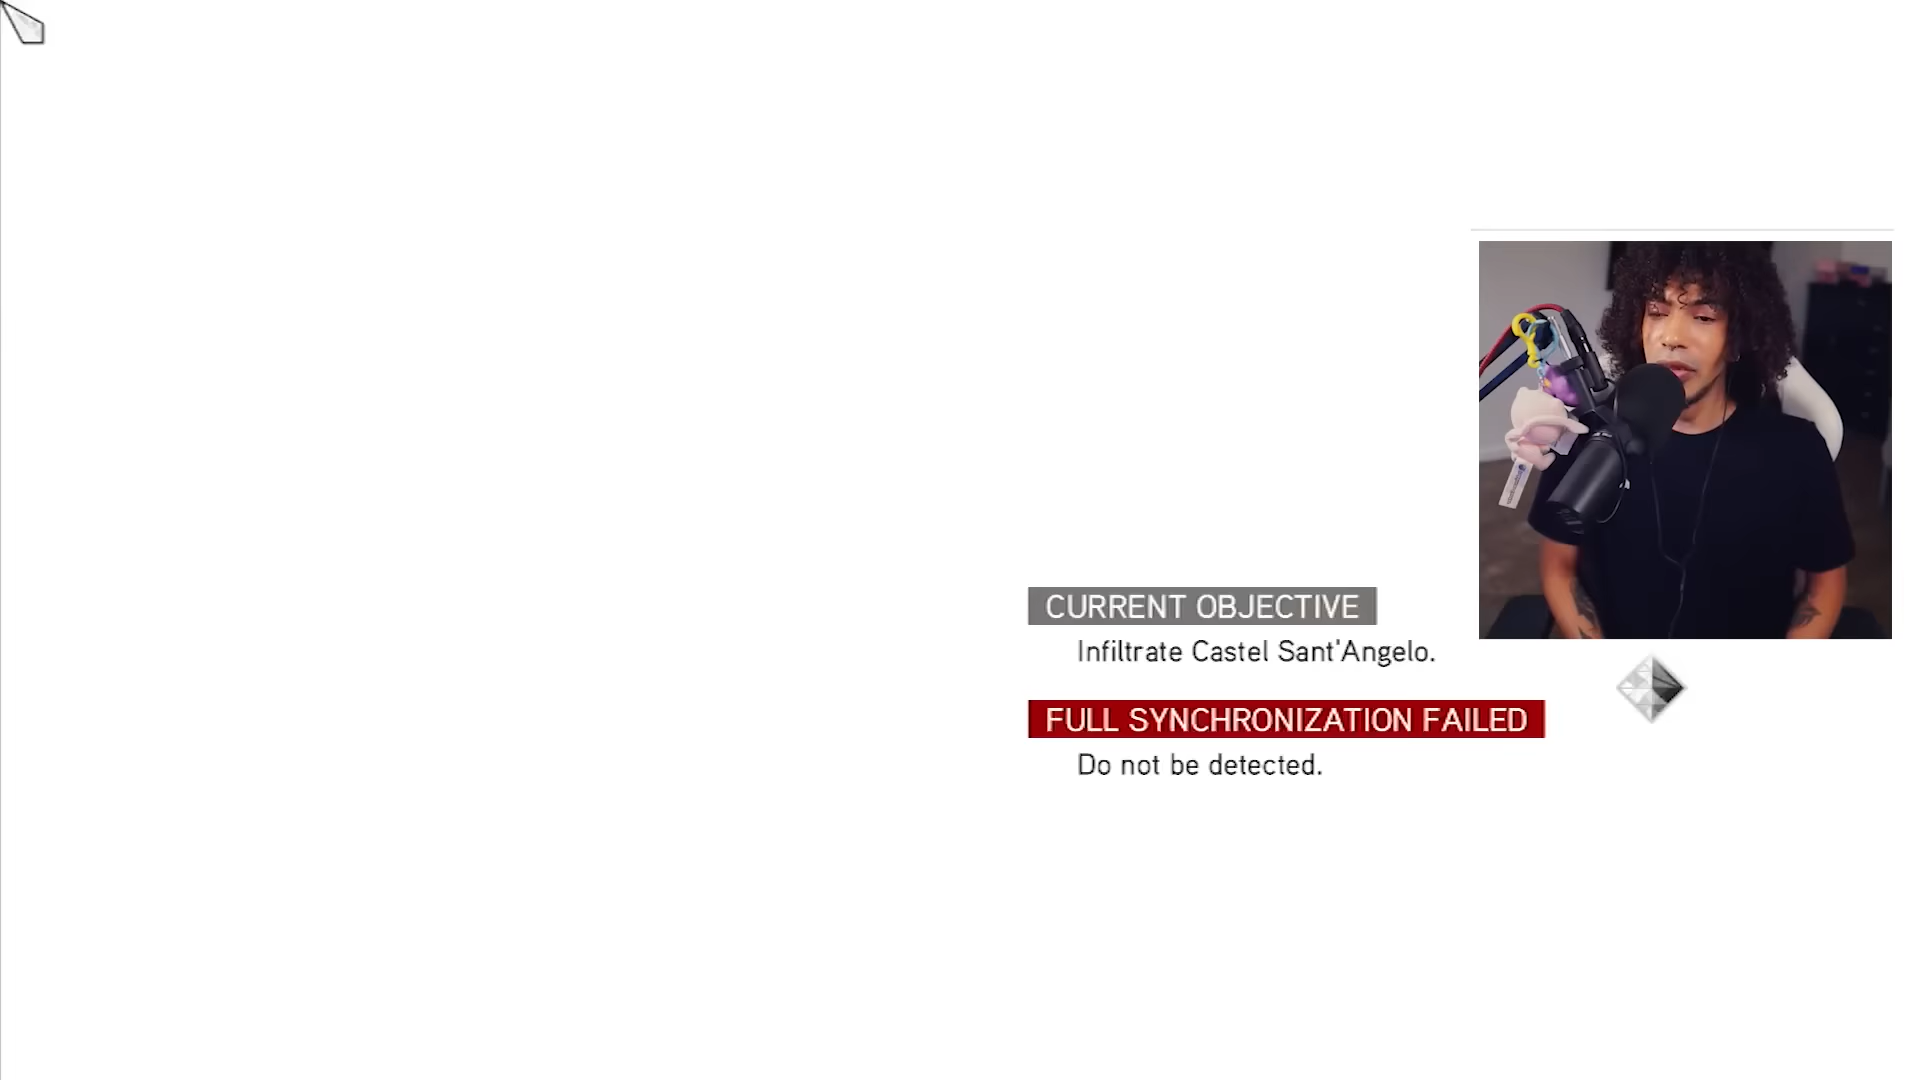 CURRENT OBJECTIVE
Infiltrate Castel Sant'Angelo.
FULL SYNCHRONIZATION FAILED
Do not be detected.